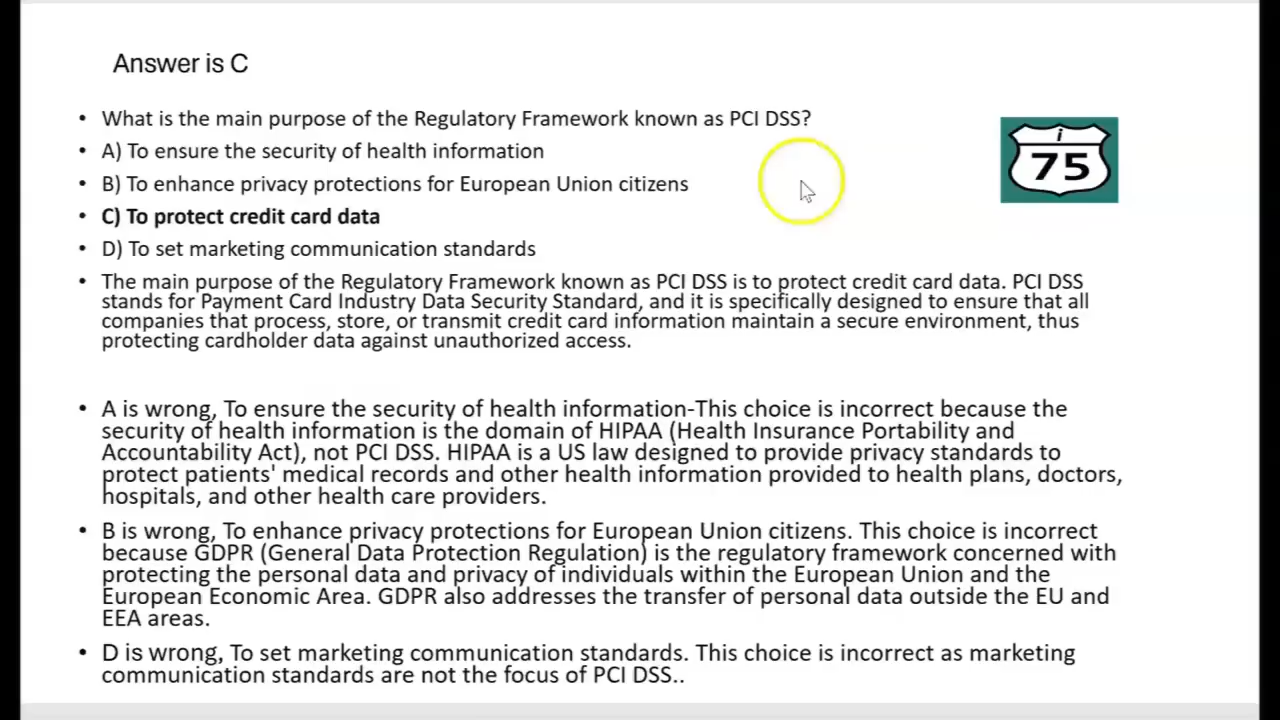 Answer is C
• What is the main purpose of the Regulatory Framework known as PCI DSS?
• A) To ensure the security of health information
• B) To enhance privacy protections for European Union citizens
• C) To protect credit card data
• D) To set marketing communication standards
i
75
• The main purpose of the Regulatory Framework known as PCI DSS is to protect credit card data. PCI DSS
stands for Payment Card Industry Data Security Standard, and it is specifically designed to ensure that all
companies that process, store, or transmit credit card information maintain a secure environment, thus
protecting cardholder data against unauthorized access.
• A is wrong, To ensure the security of health information-This choice is incorrect because the
security of health information is the domain of HIPAA (Health Insurance Portability and
Accountability Act), not PCI DSS. HIPAA is a US law designed to provide privacy standards to
protect patients' medical records and other health information provided to health plans, doctors,
hospitals, and other health care providers.
• B is wrong, To enhance privacy protections for European Union citizens. This choice is incorrect
because GDPR (General Data Protection Regulation) is the regulatory framework concerned with
protecting the personal data and privacy of individuals within the European Union and the
European Economic Area. GDPR also addresses the transfer of personal data outside the EU and
EEA areas.
• D is wrong, To set marketing communication standards. This choice is incorrect as marketing
communication standards are not the focus of PCI DSS..